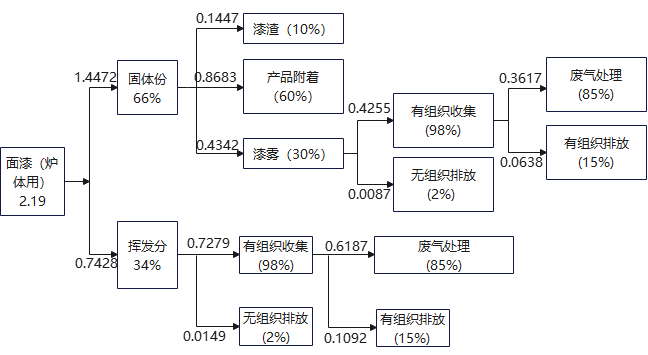 0.1447
漆渣（10%）
1.4472
固体份
66%
0.8683
产品附着
（60%）
0.3617
废气处理
(85%)
0.4255
有组织收集
（98%）
0.4342
漆雾（30%）
有组织排放
(15%)
0.0638
面漆（炉
体用）
2.19
无组织排放
(2%)
0.0087
挥发分
34%
0.7428
0.7279
有组织收集
(98%)
0.6187
废气处理
(85%)
0.0149
无组织排放
(2%)
0.1092
有组织排放
(15%)